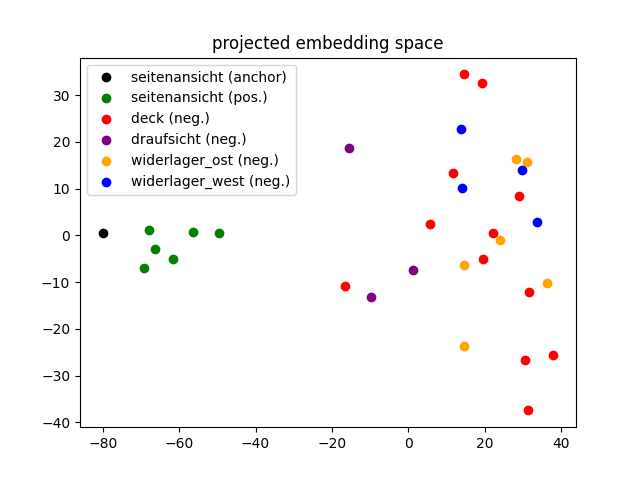 projected embedding space
seitenansicht (anchor)
seitenansicht (pos.)
deck (neg.)
draufsicht (neg.)
widerlager_ost (neg.)
widerlager_west (neg.)
30
20
10
0
−10
−20
−30
−40
−80 −60 −40 −20 0 20 40